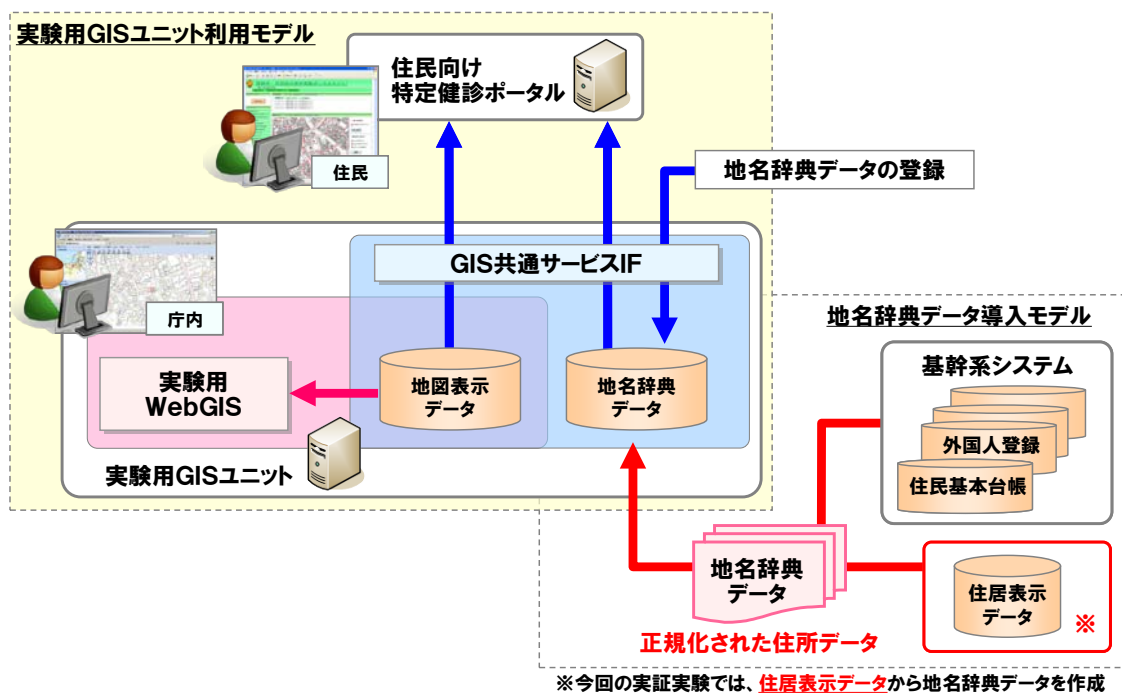 実験用GISユニット利用モデル
住民向け
特定健診ポータル
住民
地名辞典データの登録
GIS共通サービスIF
庁内
実験用
WebGIS
地図表示
データ
地名辞典
データ
実験用GISユニット
地名辞典データ導入モデル
基幹系システム
外国人登録
住民基本台帳
地名辞典
データ
正規化された住所データ
住居表示
データ
※
※今回の実証実験では、住居表示データから地名辞典データを作成